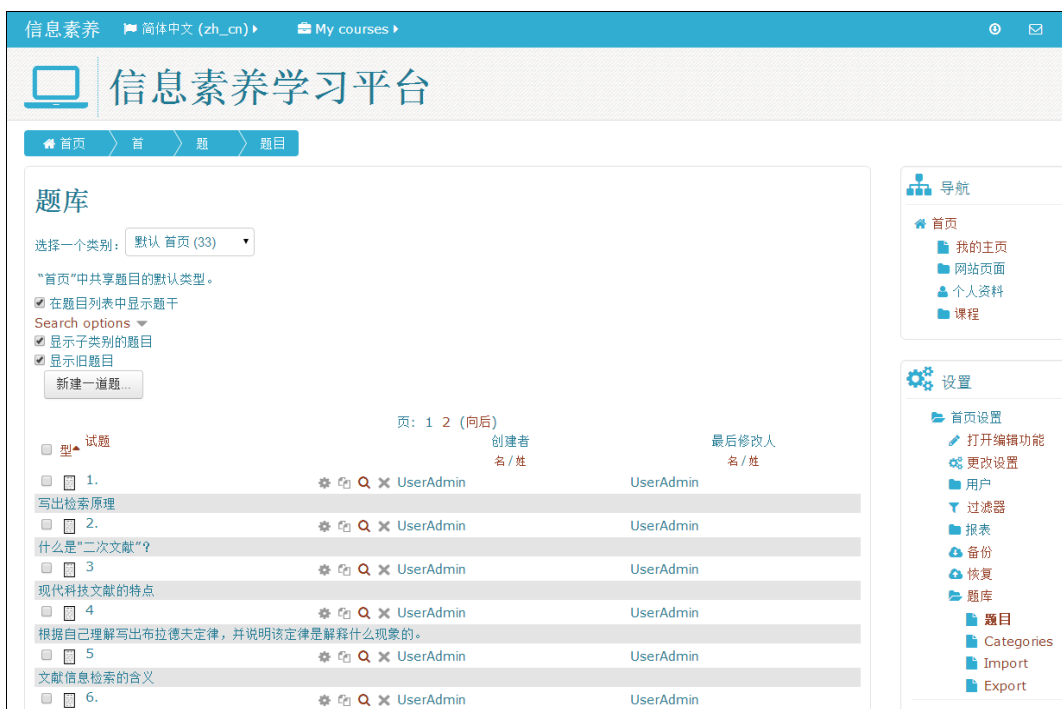 信息素养 简体中文 (zh_cn) My courses
信息素养学习平台
首页 首 题 题目
题库
选择一个类别: 默认 首页 (33)
“首页”中共享题目的默认类型。
在题目列表中显示题干
Search options
显示子类别的题目
显示旧题目
新建一道题...
页: 1 2 (向后)
型 试题 创建者 最后修改人
名 / 姓 名 / 姓
1. UserAdmin UserAdmin
写出检索原理
2. UserAdmin UserAdmin
什么是"二次文献"?
3 UserAdmin UserAdmin
现代科技文献的特点
4 UserAdmin UserAdmin
根据自己理解写出布拉德夫定律，并说明该定律是解释什么现象的。
5 UserAdmin UserAdmin
文献信息检索的含义
6. UserAdmin UserAdmin
导航
首页
我的主页
网站页面
个人资料
课程
设置
首页设置
打开编辑功能
更改设置
用户
过滤器
报表
备份
恢复
题库
题目
Categories
Import
Export